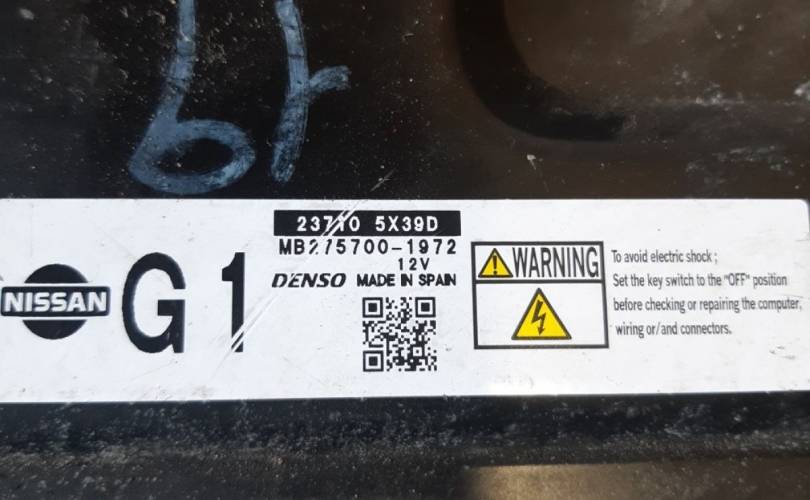 23710 5X39D
MB275700-1972
12V
DENSO MADE IN SPAIN
NISSAN
G1
WARNING
To avoid electric shock;
Set the key switch to the "OFF" position
before checking or repairing the computer,
wiring or/and connectors.